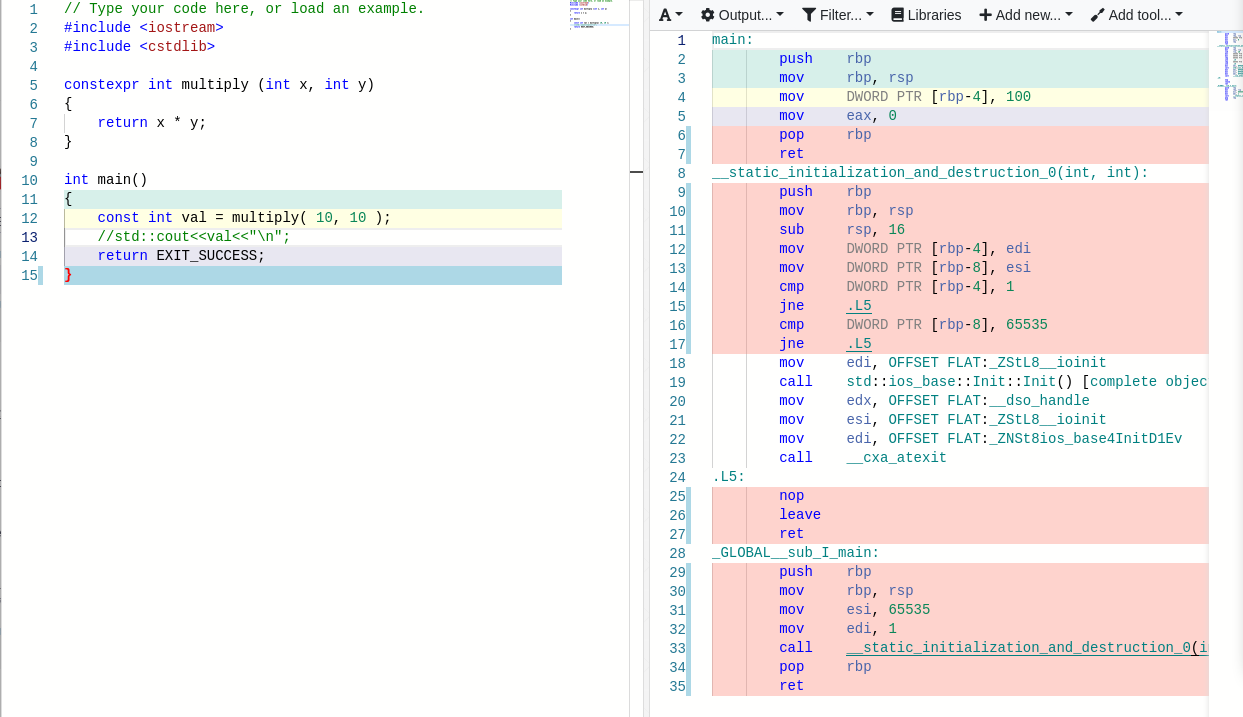 1 // Type your code here, or load an example.
2 #include <iostream>
3 #include <cstdlib>
4
5 constexpr int multiply (int x, int y)
6 {
7 return x * y;
8 }
9
10 int main()
11 {
12 const int val = multiply( 10, 10 );
13 //std::cout<<val<<"\n";
14 return EXIT_SUCCESS;
15 }
A Output... Filter... Libraries Add new... Add tool...
1 main:
2 push rbp
3 mov rbp, rsp
4 mov DWORD PTR [rbp-4], 100
5 mov eax, 0
6 pop rbp
7 ret
8 __static_initialization_and_destruction_0(int, int):
9 push rbp
10 mov rbp, rsp
11 sub rsp, 16
12 mov DWORD PTR [rbp-4], edi
13 mov DWORD PTR [rbp-8], esi
14 cmp DWORD PTR [rbp-4], 1
15 jne .L5
16 cmp DWORD PTR [rbp-8], 65535
17 jne .L5
18 mov edi, OFFSET FLAT:_ZStL8__ioinit
19 call std::ios_base::Init::Init() [complete objec
20 mov edx, OFFSET FLAT:__dso_handle
21 mov esi, OFFSET FLAT:_ZStL8__ioinit
22 mov edi, OFFSET FLAT:_ZNSt8ios_base4InitD1Ev
23 call __cxa_atexit
24 .L5:
25 nop
26 leave
27 ret
28 _GLOBAL__sub_I_main:
29 push rbp
30 mov rbp, rsp
31 mov esi, 65535
32 mov edi, 1
33 call __static_initialization_and_destruction_0(i
34 pop rbp
35 ret